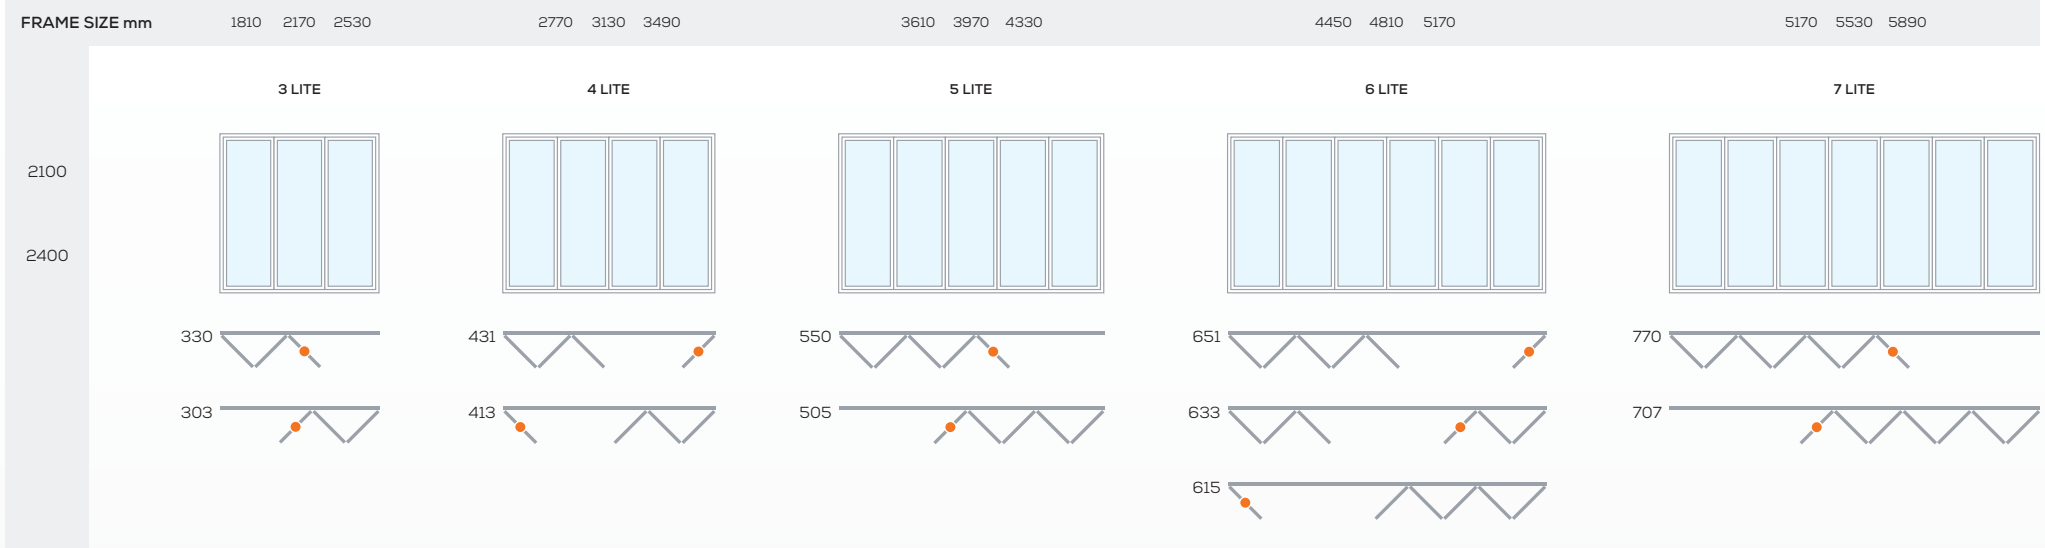 FRAME SIZE mm 1810 2170 2530 2770 3130 3490 3610 3970 4330 4450 4810 5170 5170 5530 5890
3 LITE 4 LITE 5 LITE 6 LITE 7 LITE
2100
2400
330 431 550 651 770
303 413 505 633 707
615